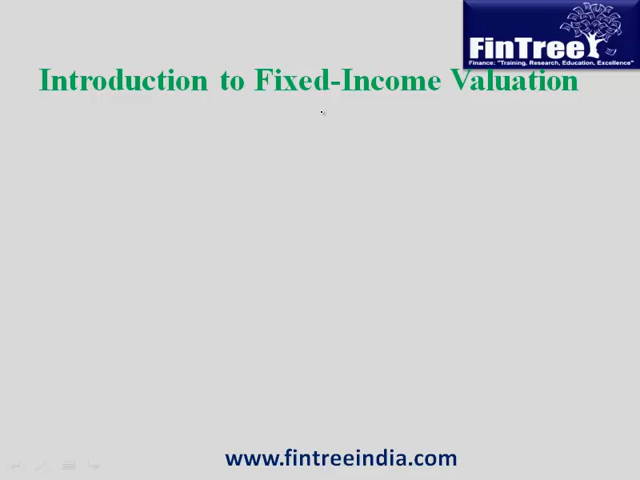 FinTree
Finance: "Training, Research, Education, Excellence"
Introduction to Fixed-Income Valuation
www.fintreeindia.com